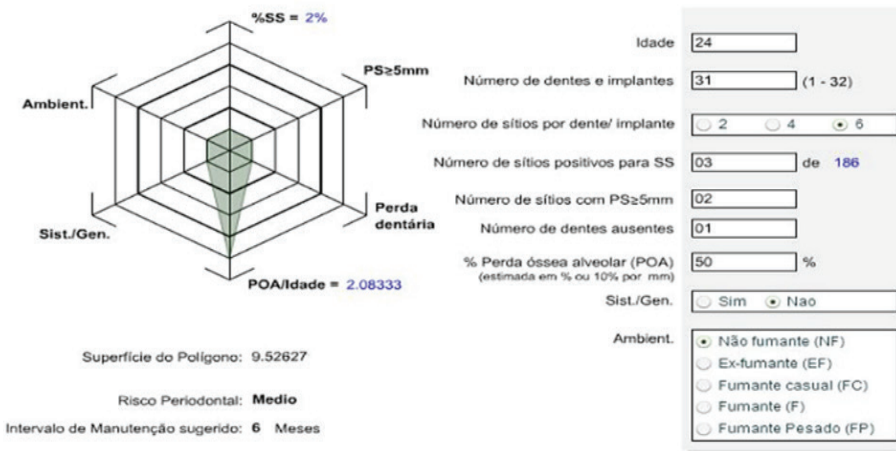 %SS = 2%
PS≥5mm
Ambient.
Perda
dentária
Sist./Gen.
POA/Idade = 2.08333
Superfície do Polígono: 9.52627
Risco Periodontal: Medio
Intervalo de Manutenção sugerido: 6 Meses
Idade 24
Número de dentes e implantes 31 (1 - 32)
Número de sítios por dente/ implante 2 4 6
Número de sítios positivos para SS 03 de 186
Número de sítios com PS≥5mm 02
Número de dentes ausentes 01
% Perda óssea alveolar (POA) 50 %
(estimada em % ou 10% por mm)
Sist./Gen. Sim Nao
Ambient. Não fumante (NF)
Ex-fumante (EF)
Fumante casual (FC)
Fumante (F)
Fumante Pesado (FP)